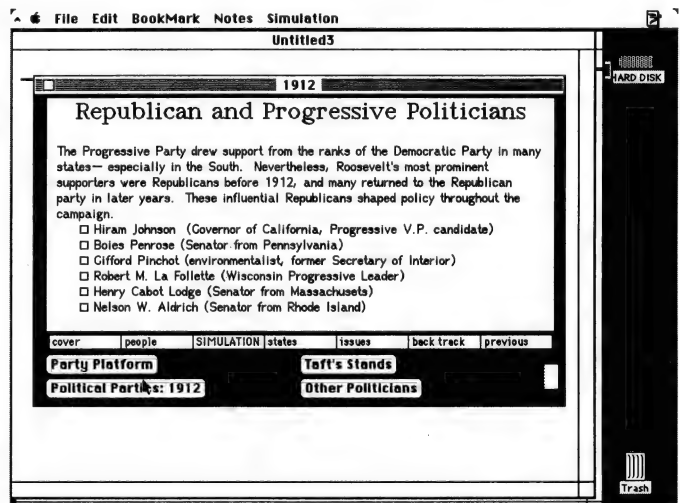 File Edit BookMark Notes Simulation
Untitled3
HARD DISK
1912
Republican and Progressive Politicians
The Progressive Party drew support from the ranks of the Democratic Party in many
states— especially in the South. Nevertheless, Roosevelt's most prominent
supporters were Republicans before 1912, and many returned to the Republican
party in later years. These influential Republicans shaped policy throughout the
campaign.
□ Hiram Johnson (Governor of California, Progressive V.P. candidate)
□ Boies Penrose (Senator from Pennsylvania)
□ Gifford Pinchot (environmentalist, former Secretary of Interior)
□ Robert M. La Follette (Wisconsin Progressive Leader)
□ Henry Cabot Lodge (Senator from Massachusets)
□ Nelson W. Aldrich (Senator from Rhode Island)
cover people SIMULATION states issues back track previous
Party Platform Taft's Stands
Political Parties: 1912 Other Politicians
Trash